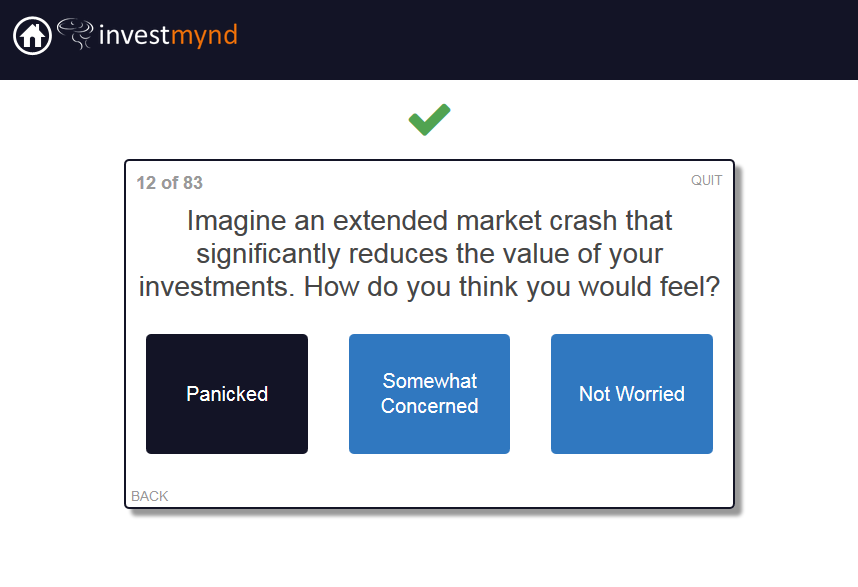 investmynd
12 of 83
QUIT
Imagine an extended market crash that
significantly reduces the value of your
investments. How do you think you would feel?
Panicked
Somewhat
Concerned
Not Worried
BACK